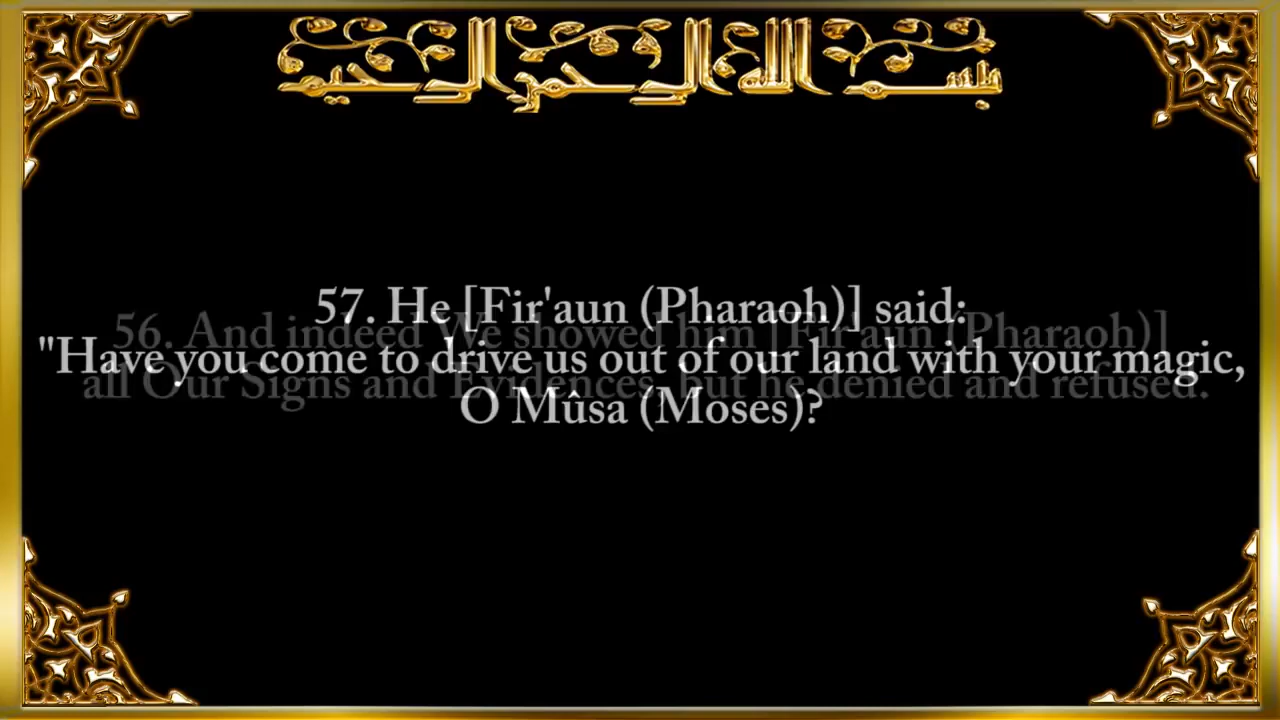 بسم الله الرحمن الرحيم
57. He [Fir'aun (Pharaoh)] said:
"Have you come to drive us out of our land with your magic,
O Mûsa (Moses)?
56. And indeed We showed him [Fir'aun (Pharaoh)]
all Our Signs and Evidences, but he denied and refused.